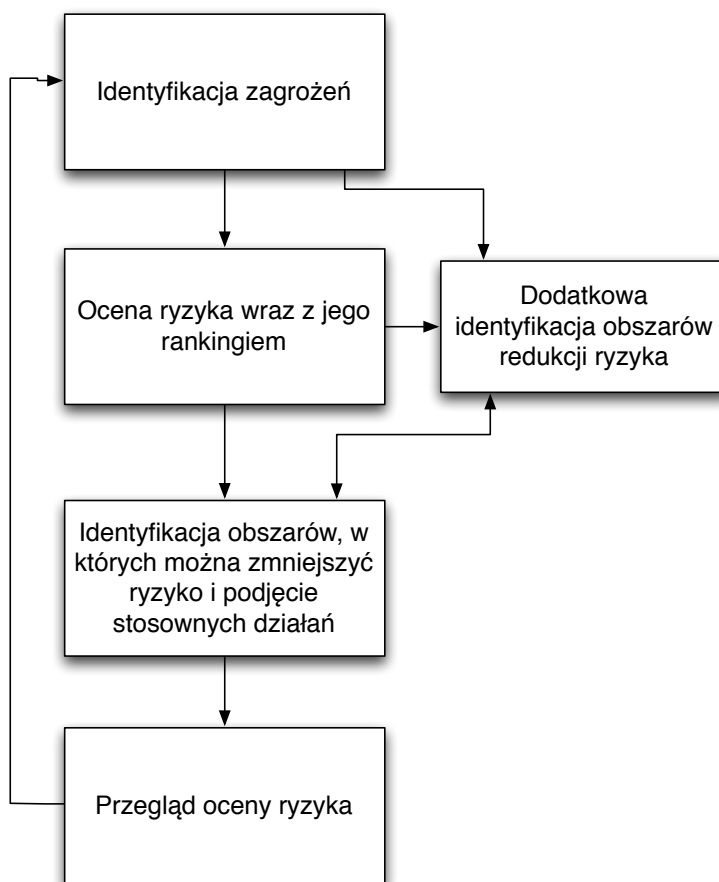 Identyfikacja zagrożeń
Ocena ryzyka wraz z jego
rankingiem
Dodatkowa
identyfikacja obszarów
redukcji ryzyka
Identyfikacja obszarów, w
których można zmniejszyć
ryzyko i podjęcie
stosownych działań
Przegląd oceny ryzyka